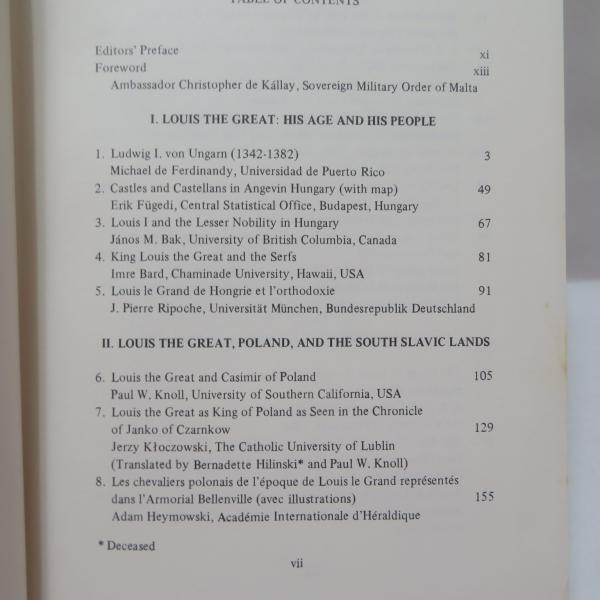 TABLE OF CONTENTS
Editors' Preface xi
Foreword xiii
Ambassador Christopher de Kállay, Sovereign Military Order of Malta
I. LOUIS THE GREAT: HIS AGE AND HIS PEOPLE
1. Ludwig I. von Ungarn (1342-1382) 3
Michael de Ferdinandy, Universidad de Puerto Rico
2. Castles and Castellans in Angevin Hungary (with map) 49
Erik Fügedi, Central Statistical Office, Budapest, Hungary
3. Louis I and the Lesser Nobility in Hungary 67
János M. Bak, University of British Columbia, Canada
4. King Louis the Great and the Serfs 81
Imre Bard, Chaminade University, Hawaii, USA
5. Louis le Grand de Hongrie et l'orthodoxie 91
J. Pierre Ripoche, Universität München, Bundesrepublik Deutschland
II. LOUIS THE GREAT, POLAND, AND THE SOUTH SLAVIC LANDS
6. Louis the Great and Casimir of Poland 105
Paul W. Knoll, University of Southern California, USA
7. Louis the Great as King of Poland as Seen in the Chronicle
of Janko of Czarnkow 129
Jerzy Kłoczowski, The Catholic University of Lublin
(Translated by Bernadette Hilinski* and Paul W. Knoll)
8. Les chevaliers polonais de l'époque de Louis le Grand représentés
dans l'Armorial Bellenville (avec illustrations) 155
Adam Heymowski, Académie Internationale d'Héraldique
* Deceased
vii